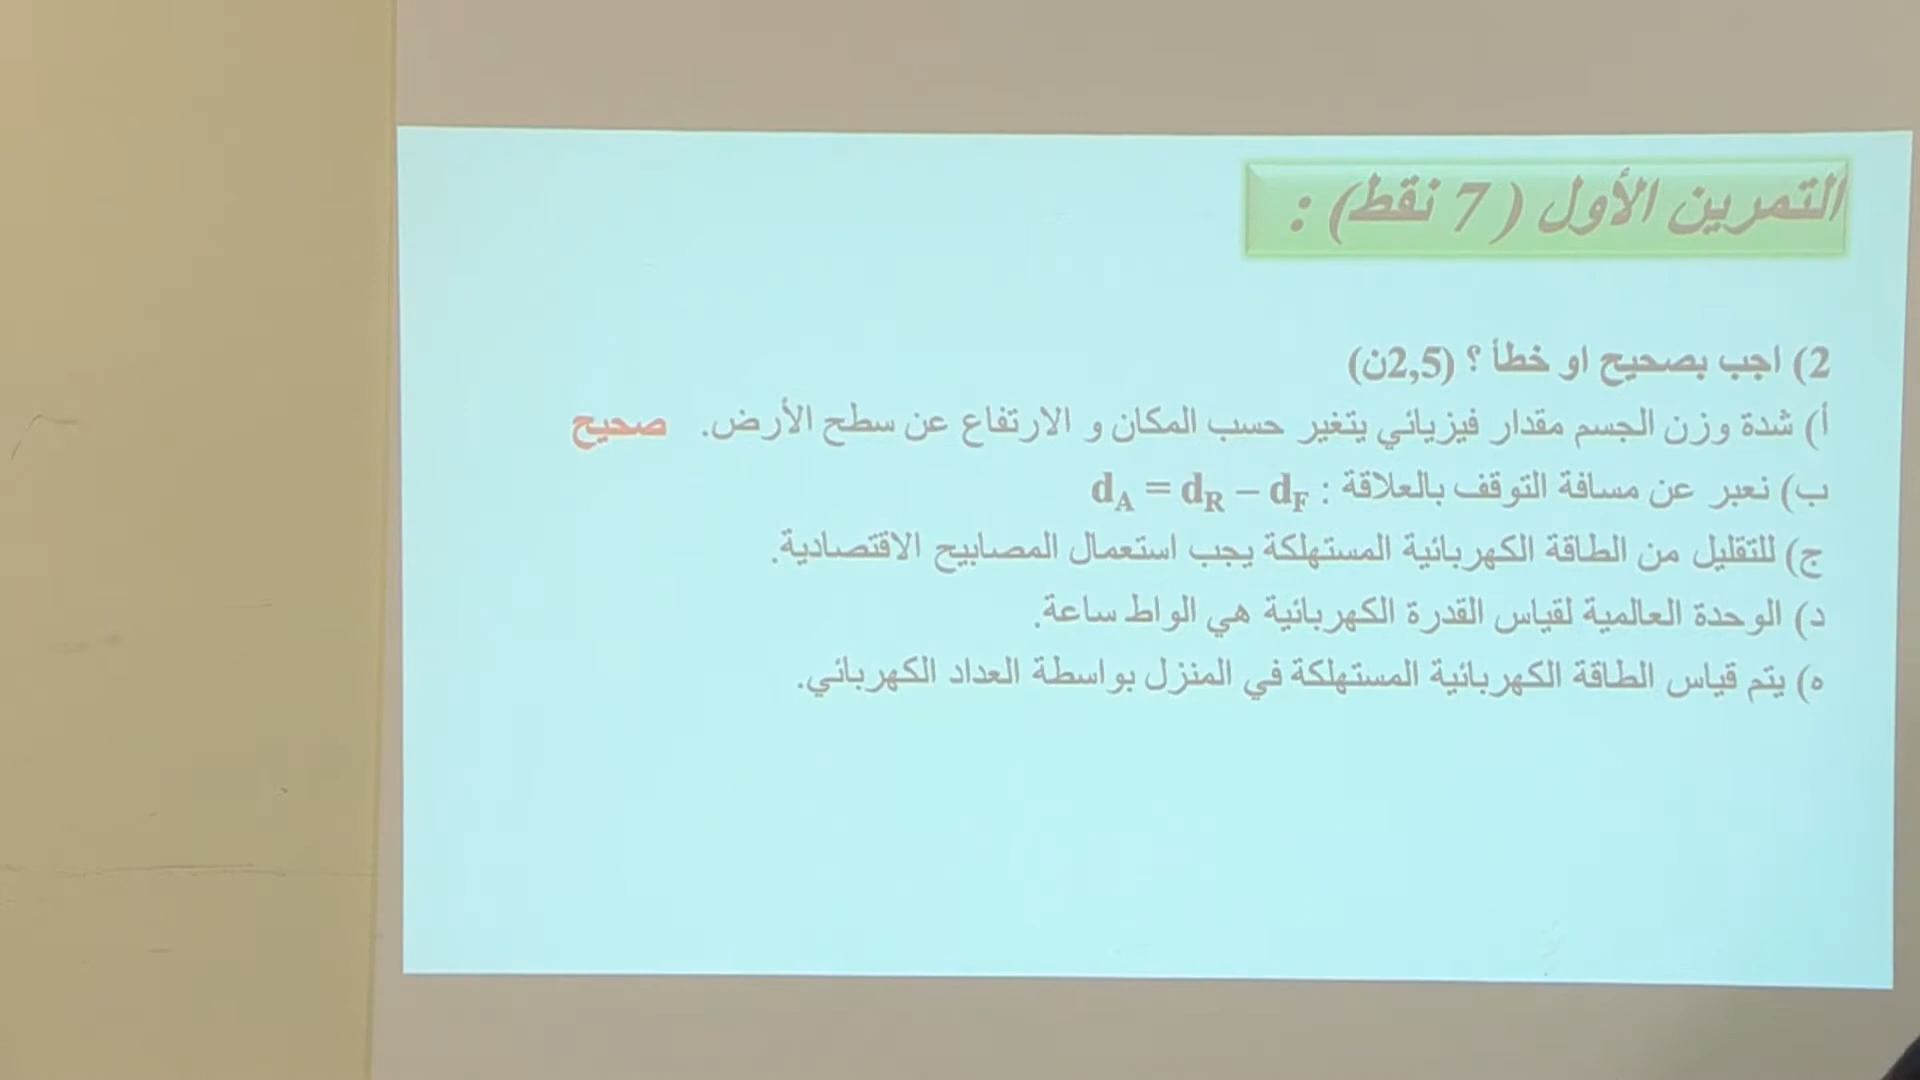 التمرين الأول ( 7 نقط) :
2) اجب بصحيح او خطأ ؟ (2,5ن)
أ) شدة وزن الجسم مقدار فيزيائي يتغير حسب المكان و الارتفاع عن سطح الأرض. صحيح
ب) نعبر عن مسافة التوقف بالعلاقة : dA = dR – dF
ج) للتقليل من الطاقة الكهربائية المستهلكة يجب استعمال المصابيح الاقتصادية.
د) الوحدة العالمية لقياس القدرة الكهربائية هي الواط ساعة.
ه) يتم قياس الطاقة الكهربائية المستهلكة في المنزل بواسطة العداد الكهربائي.